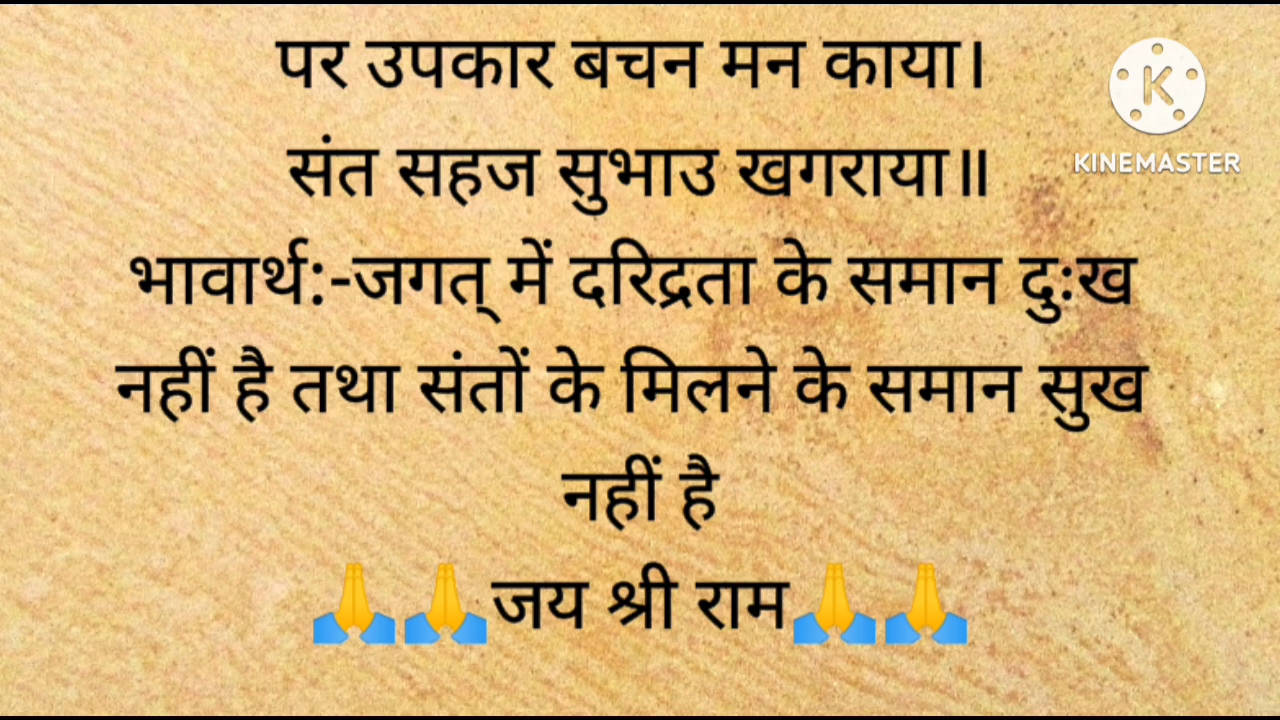 पर उपकार बचन मन काया।
संत सहज सुभाउ खगराया॥
भावार्थ:-जगत् में दरिद्रता के समान दुःख
नहीं है तथा संतों के मिलने के समान सुख
नहीं है
🙏🙏जय श्री राम🙏🙏
K
KINEMASTER